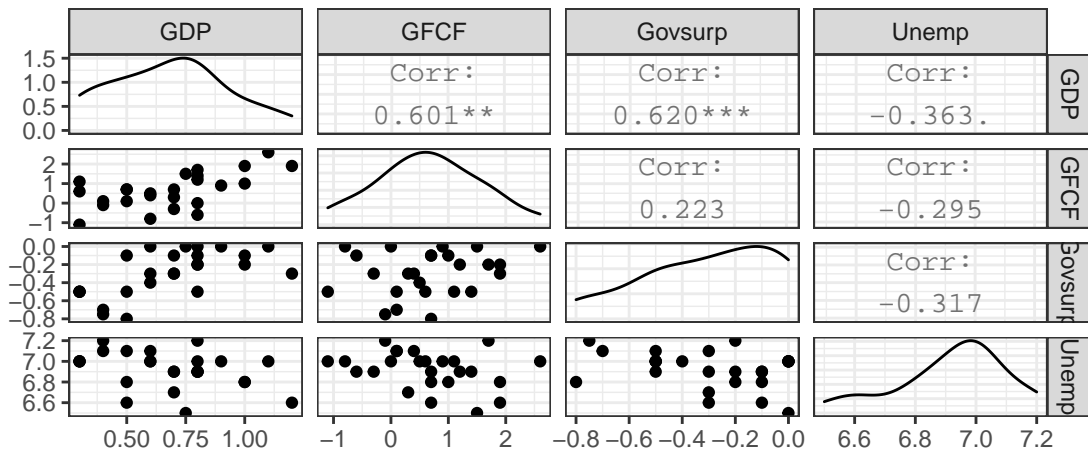 GDP GFCF Govsurp Unemp
1.5
1.0
0.5
0.0
Corr: Corr: Corr:
0.601** 0.620*** -0.363.
GDP
2
1
0
−1
Corr: Corr:
0.223 -0.295
GFCF
0.0
−0.2
−0.4
−0.6
−0.8
Corr:
-0.317
Govsurp
7.2
7.0
6.8
6.6
Unemp
0.50 0.75 1.00 −1 0 1 2 −0.8 −0.6 −0.4 −0.2 0.0 6.6 6.8 7.0 7.2